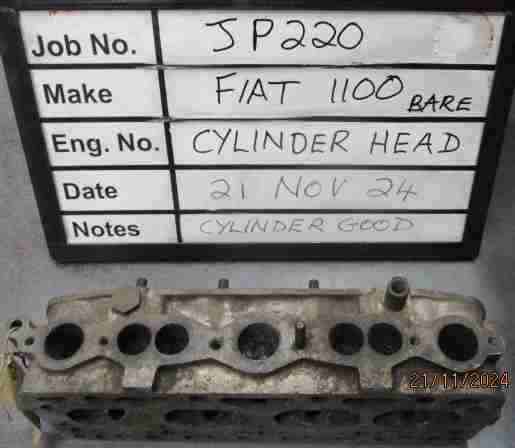 Job No. JP220
Make FIAT 1100 BARE
Eng. No. CYLINDER HEAD
Date 21 NOV 24
Notes CYLINDER GOOD
21/11/2024